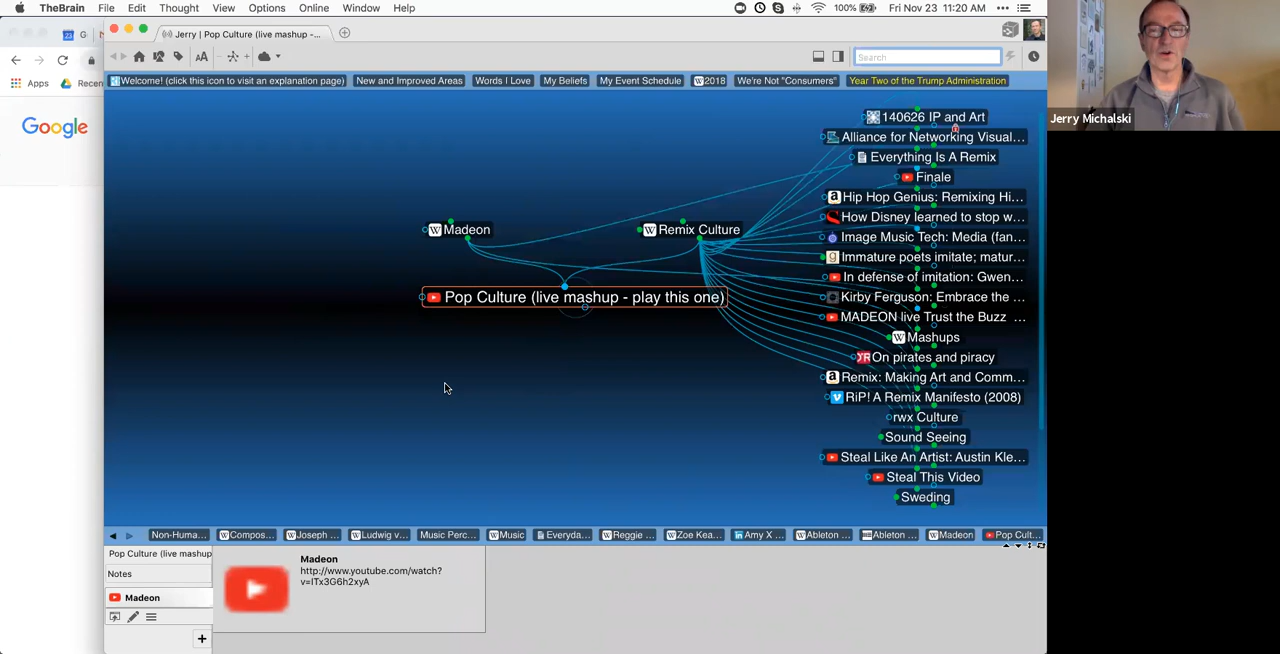 TheBrain File Edit Thought View Options Online Window Help 100% Fri Nov 23 11:20 AM
Jerry | Pop Culture (live mashup -...
23 G
Apps Recen
Google
AA
Search
Welcome! (click this icon to visit an explanation page) New and Improved Areas Words I Love My Beliefs My Event Schedule W 2018 We're Not "Consumers" Year Two of the Trump Administration
Jerry Michalski
140626 IP and Art
Alliance for Networking Visual...
Everything Is A Remix
Finale
Hip Hop Genius: Remixing Hi...
How Disney learned to stop w...
Image Music Tech: Media (fan...
Immature poets imitate; matur...
In defense of imitation: Gwen...
Kirby Ferguson: Embrace the ...
MADEON live Trust the Buzz ...
Mashups
On pirates and piracy
Remix: Making Art and Comm...
RiP! A Remix Manifesto (2008)
rwx Culture
Sound Seeing
Steal Like An Artist: Austin Kle...
Steal This Video
Sweding
W Madeon
W Remix Culture
Pop Culture (live mashup - play this one)
Non-Huma... Compos... Joseph ... Ludwig v... Music Perc... Music Everyda... Reggie ... Zoe Kea... Amy X ... Ableton ... Ableton ... Madeon Pop Cult...
Pop Culture (live mashup
Notes
Madeon
Madeon
http://www.youtube.com/watch?
v=ITx3G6h2xyA